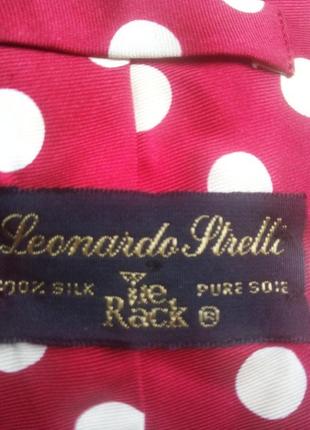 Leonardo Strelli
100% SILK Tie PURE SOIE
Rack ®